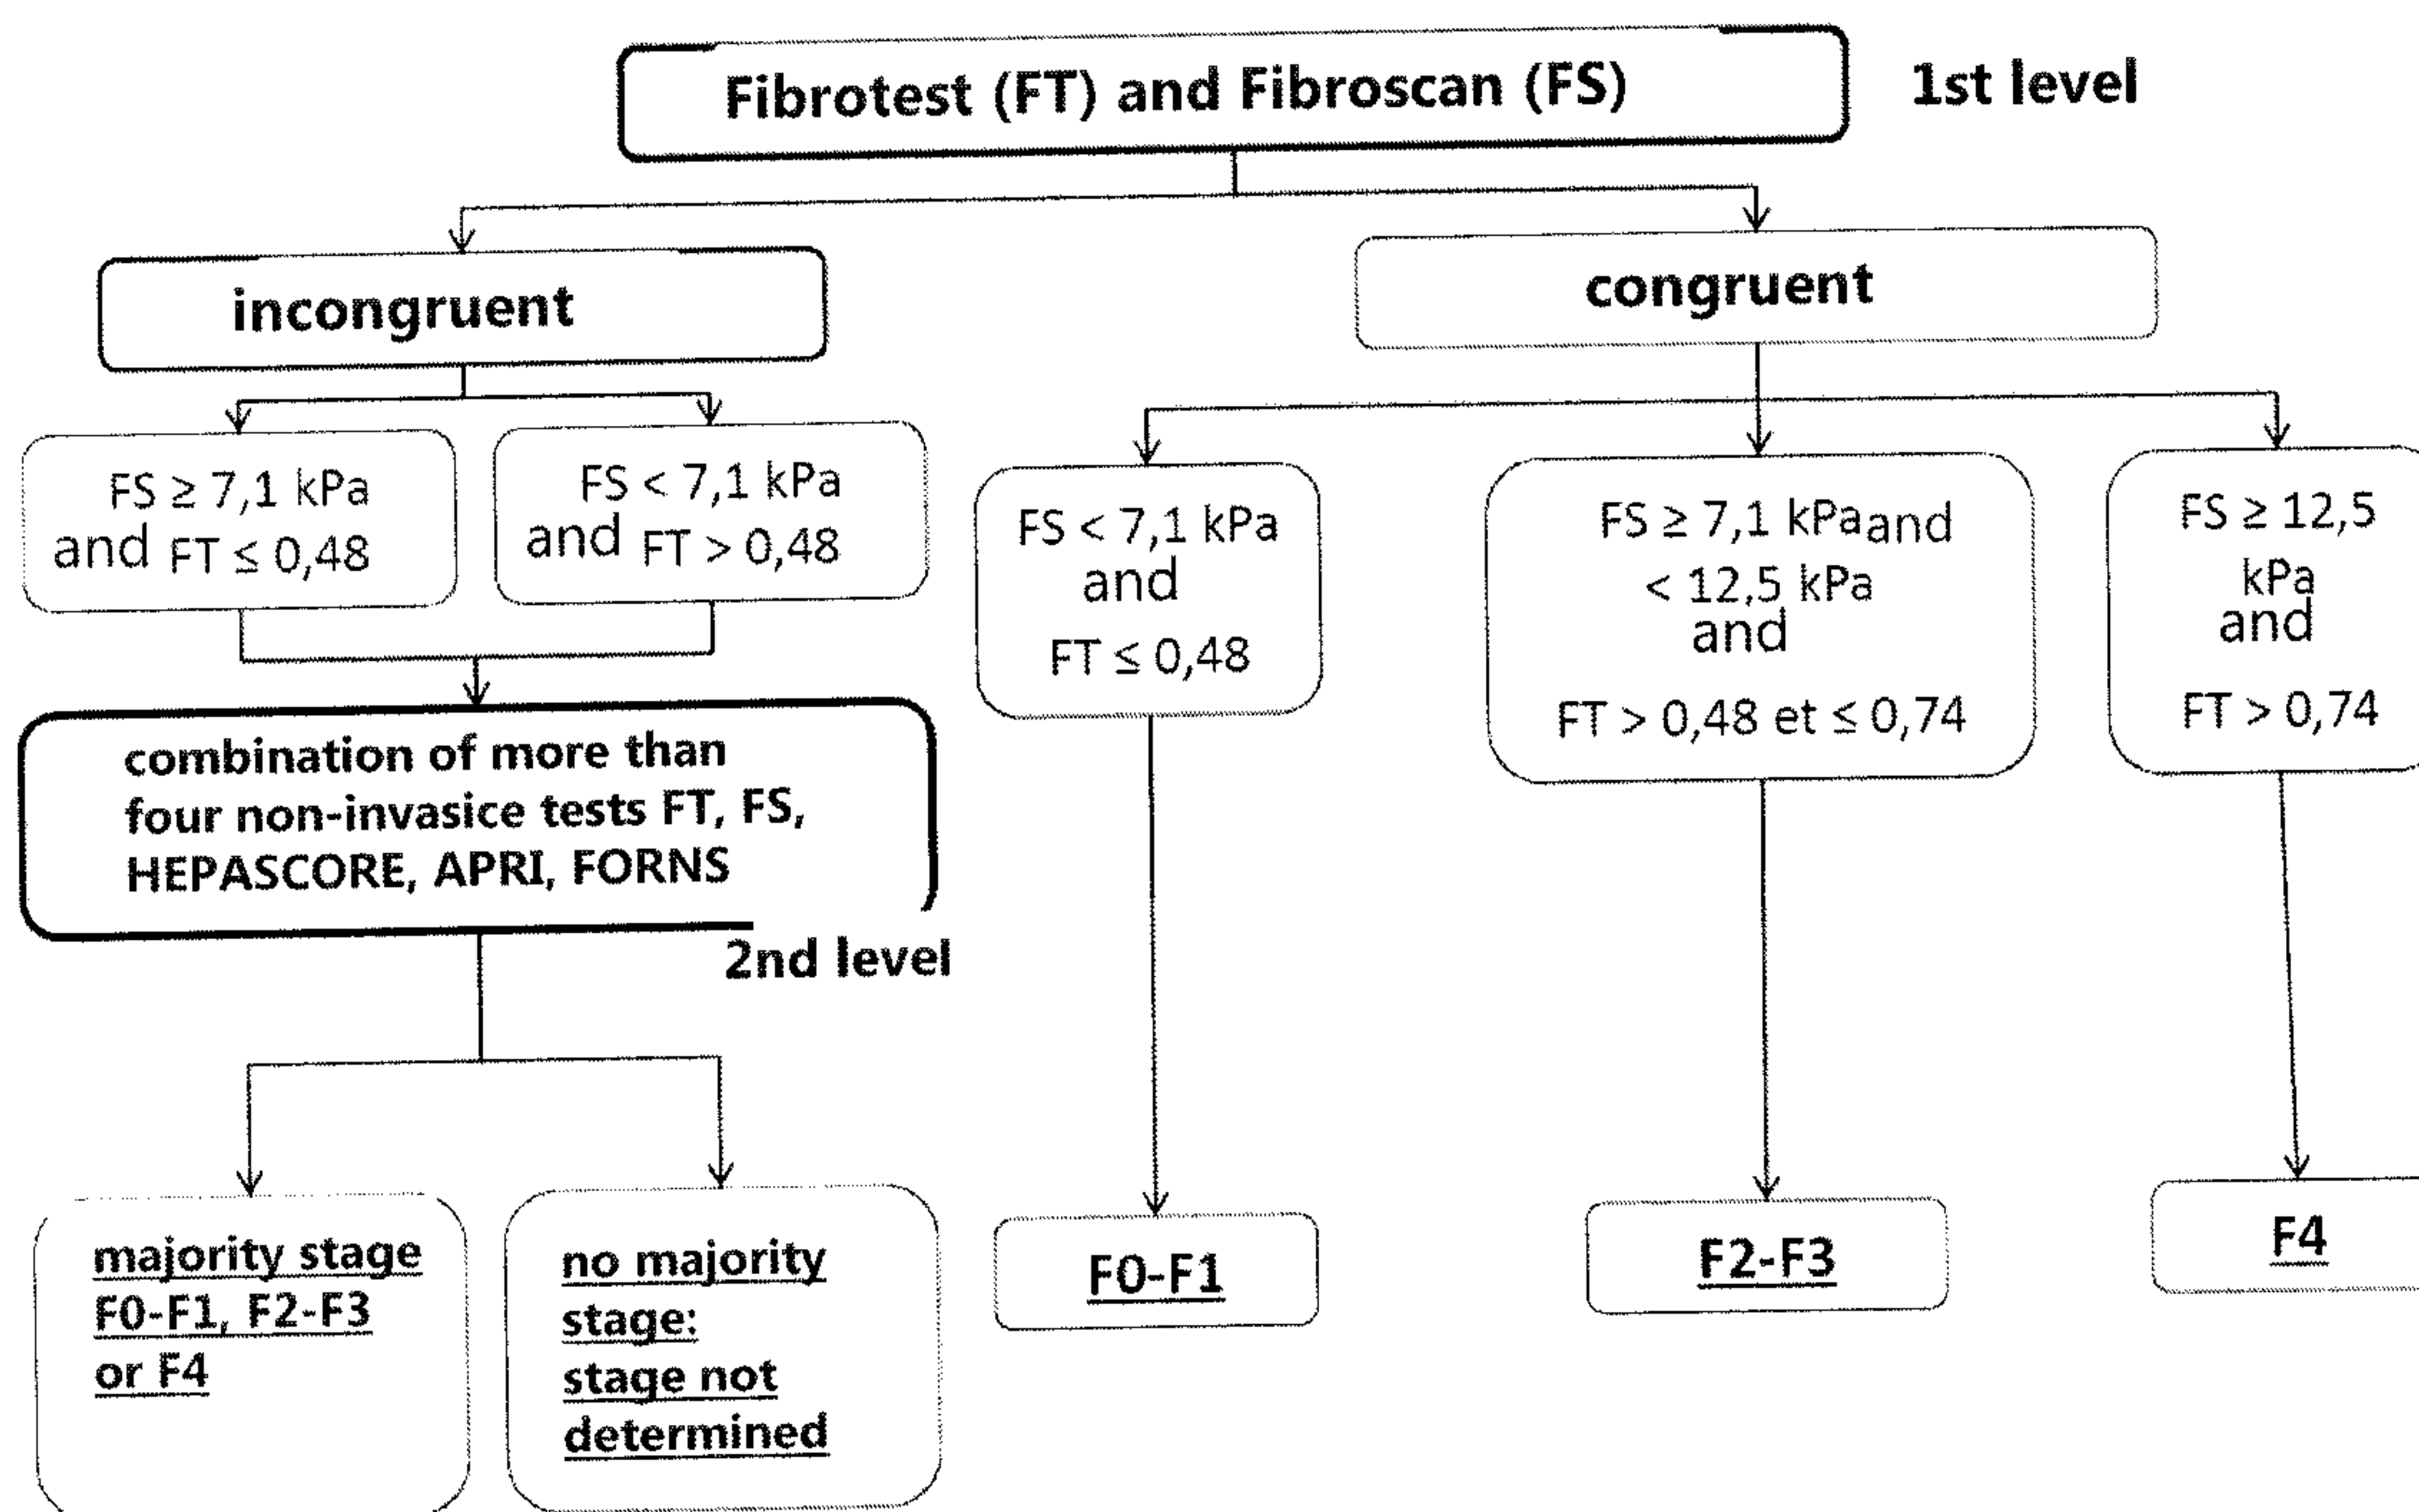 Fibrotest (FT) and Fibroscan (FS)
1st level
incongruent
congruent
FS ≥ 7,1 kPa
and FT ≤ 0,48
FS < 7,1 kPa
and FT > 0,48
FS < 7,1 kPa
and
FT ≤ 0,48
FS ≥ 7,1 kPa and
< 12,5 kPa
and
FT > 0,48 et ≤ 0,74
FS ≥ 12,5
kPa
and
FT > 0,74
combination of more than
four non-invasice tests FT, FS,
HEPASCORE, APRI, FORNS
2nd level
majority stage
F0-F1, F2-F3
or F4
no majority
stage:
stage not
determined
F0-F1
F2-F3
F4